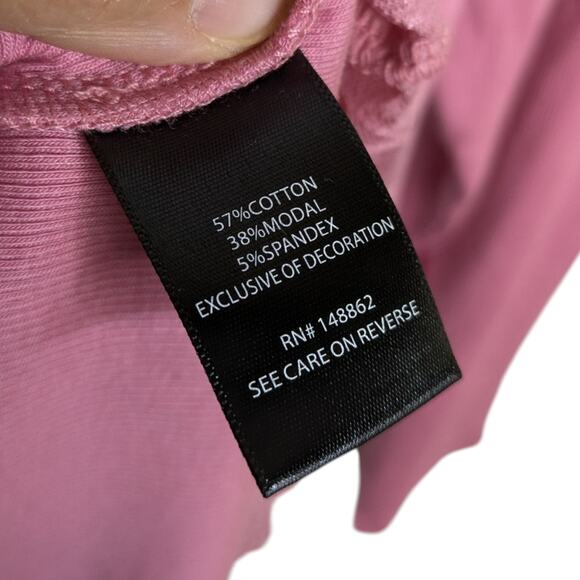 57%COTTON
38%MODAL
5%SPANDEX
EXCLUSIVE OF DECORATION
RN# 148862
SEE CARE ON REVERSE